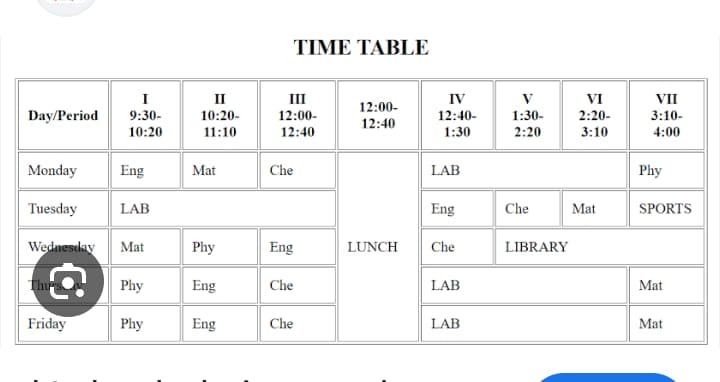 TIME TABLE
Day/Period I 9:30-10:20 II 10:20-11:10 III 12:00-12:40 12:00-12:40 IV 12:40-1:30 V 1:30-2:20 VI 2:20-3:10 VII 3:10-4:00
Monday Eng Mat Che LUNCH LAB Phy
Tuesday LAB Eng Che Mat SPORTS
Wednesday Mat Phy Eng Che LIBRARY
Thursday Phy Eng Che LAB Mat
Friday Phy Eng Che LAB Mat